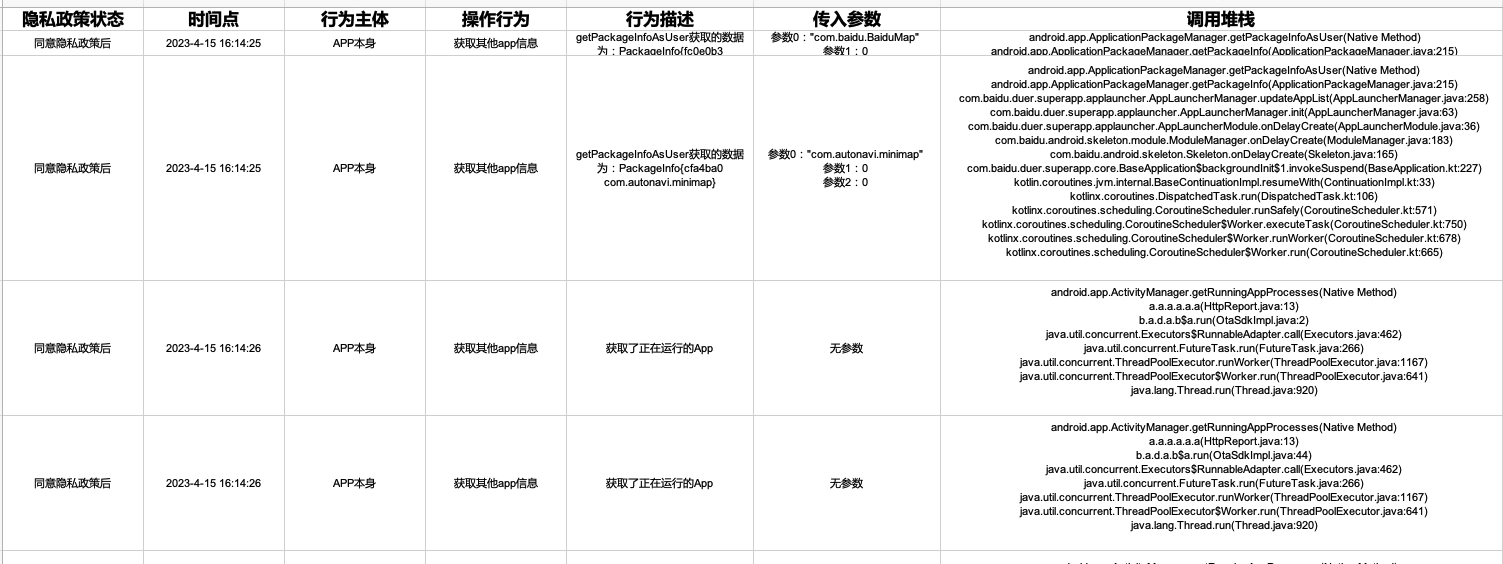 隐私政策状态 时间点 行为主体 操作行为 行为描述 传入参数 调用堆栈
同意隐私政策后 2023-4-15 16:14:25 APP本身 获取其他app信息
getPackageInfoAsUser获取的数据
为：PackageInfo{fc0e0b3
参数0："com.baidu.BaiduMap"
参数1：0
android.app.ApplicationPackageManager.getPackageInfoAsUser(Native Method)
android.app.ApplicationPackageManager.getPackageInfo(ApplicationPackageManager.java:215)
同意隐私政策后 2023-4-15 16:14:25 APP本身 获取其他app信息
getPackageInfoAsUser获取的数据
为：PackageInfo{cfa4ba0
com.autonavi.minimap}
参数0："com.autonavi.minimap"
参数1：0
参数2：0
android.app.ApplicationPackageManager.getPackageInfoAsUser(Native Method)
android.app.ApplicationPackageManager.getPackageInfo(ApplicationPackageManager.java:215)
com.baidu.duer.superapp.applauncher.AppLauncherManager.updateAppList(AppLauncherManager.java:258)
com.baidu.duer.superapp.applauncher.AppLauncherManager.init(AppLauncherManager.java:63)
com.baidu.duer.superapp.applauncher.AppLauncherModule.onDelayCreate(AppLauncherModule.java:36)
com.baidu.android.skeleton.module.ModuleManager.onDelayCreate(ModuleManager.java:183)
com.baidu.android.skeleton.Skeleton.onDelayCreate(Skeleton.java:165)
com.baidu.duer.superapp.core.BaseApplication$backgroundInit$1.invokeSuspend(BaseApplication.kt:227)
kotlin.coroutines.jvm.internal.BaseContinuationImpl.resumeWith(ContinuationImpl.kt:33)
kotlinx.coroutines.DispatchedTask.run(DispatchedTask.kt:106)
kotlinx.coroutines.scheduling.CoroutineScheduler.runSafely(CoroutineScheduler.kt:571)
kotlinx.coroutines.scheduling.CoroutineScheduler$Worker.executeTask(CoroutineScheduler.kt:750)
kotlinx.coroutines.scheduling.CoroutineScheduler$Worker.runWorker(CoroutineScheduler.kt:678)
kotlinx.coroutines.scheduling.CoroutineScheduler$Worker.run(CoroutineScheduler.kt:665)
同意隐私政策后 2023-4-15 16:14:26 APP本身 获取其他app信息 获取了正在运行的App 无参数
android.app.ActivityManager.getRunningAppProcesses(Native Method)
a.a.a.a.a.a(HttpReport.java:13)
b.a.d.a.b$a.run(OtaSdkImpl.java:2)
java.util.concurrent.Executors$RunnableAdapter.call(Executors.java:462)
java.util.concurrent.FutureTask.run(FutureTask.java:266)
java.util.concurrent.ThreadPoolExecutor.runWorker(ThreadPoolExecutor.java:1167)
java.util.concurrent.ThreadPoolExecutor$Worker.run(ThreadPoolExecutor.java:641)
java.lang.Thread.run(Thread.java:920)
同意隐私政策后 2023-4-15 16:14:26 APP本身 获取其他app信息 获取了正在运行的App 无参数
android.app.ActivityManager.getRunningAppProcesses(Native Method)
a.a.a.a.a.a(HttpReport.java:13)
b.a.d.a.b$a.run(OtaSdkImpl.java:44)
java.util.concurrent.Executors$RunnableAdapter.call(Executors.java:462)
java.util.concurrent.FutureTask.run(FutureTask.java:266)
java.util.concurrent.ThreadPoolExecutor.runWorker(ThreadPoolExecutor.java:1167)
java.util.concurrent.ThreadPoolExecutor$Worker.run(ThreadPoolExecutor.java:641)
java.lang.Thread.run(Thread.java:920)